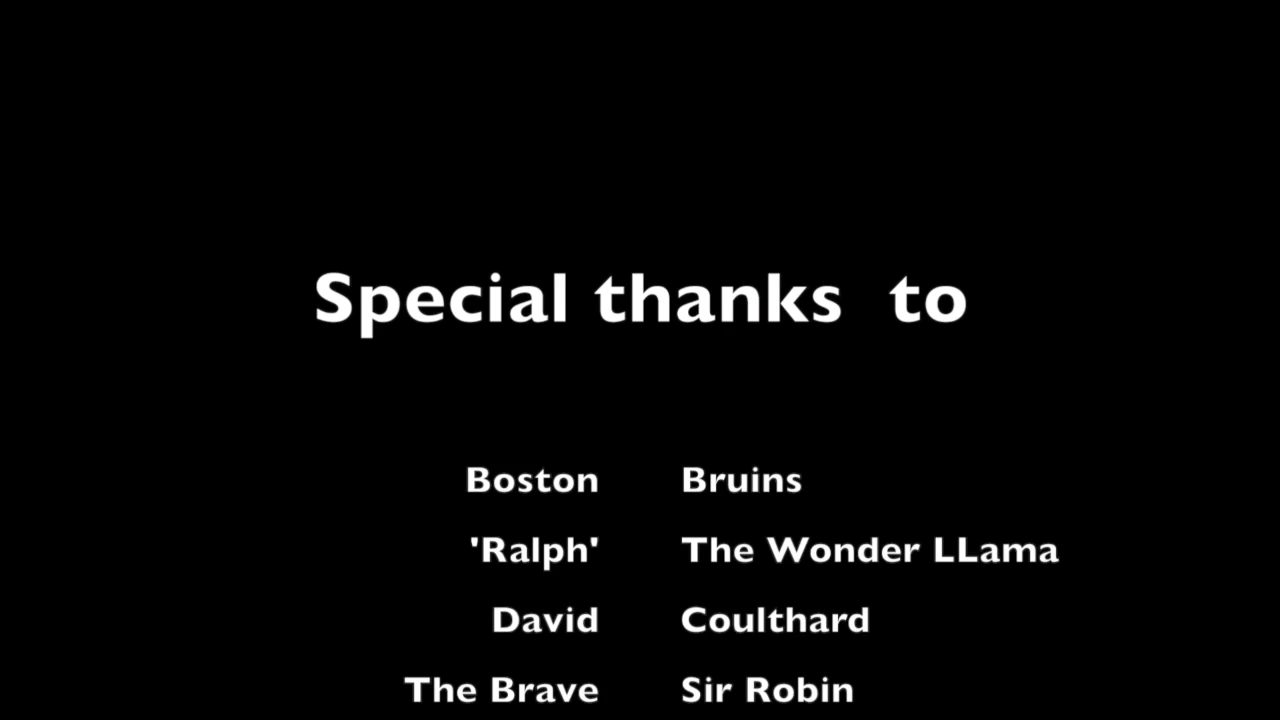 Special thanks  to
Boston Bruins
'Ralph' The Wonder LLama
David Coulthard
The Brave Sir Robin